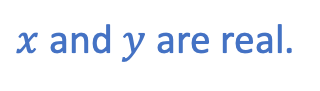 x and y are real.